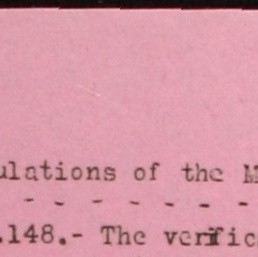 ulations of the M
- - - - - - -
.148.- The verific